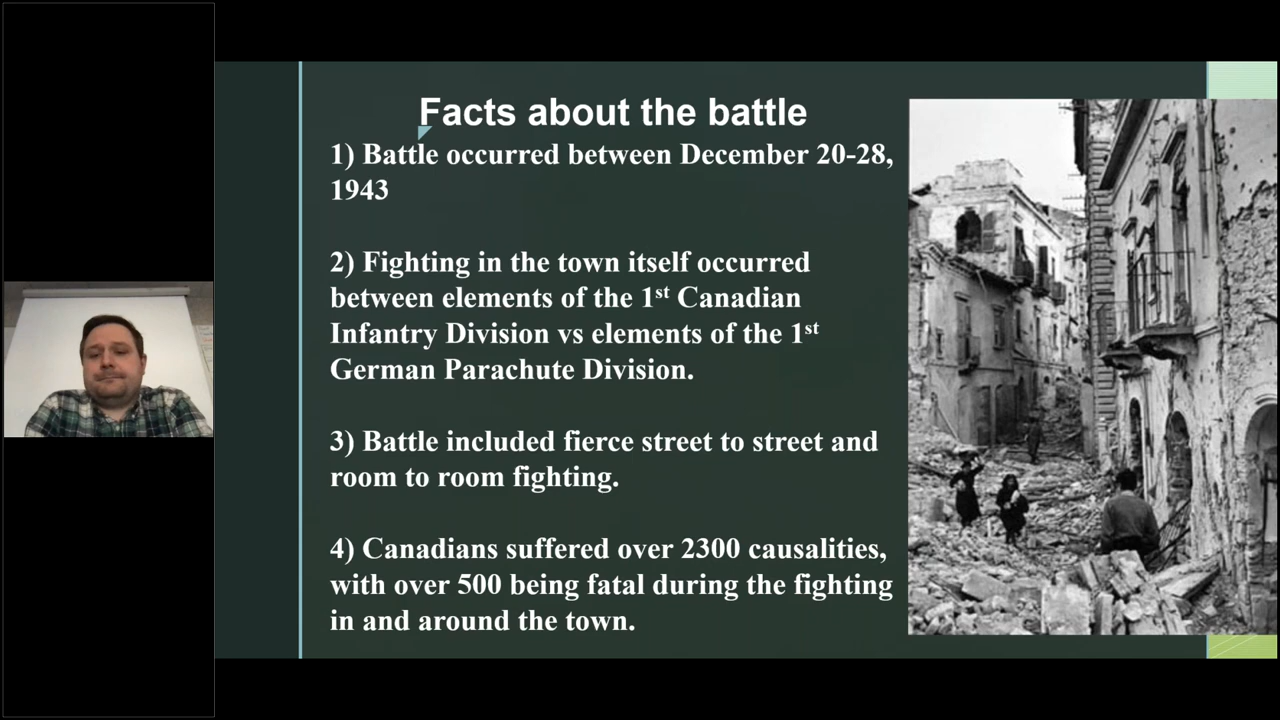 Facts about the battle
1) Battle occurred between December 20-28,
1943
2) Fighting in the town itself occurred
between elements of the 1st Canadian
Infantry Division vs elements of the 1st
German Parachute Division.
3) Battle included fierce street to street and
room to room fighting.
4) Canadians suffered over 2300 causalities,
with over 500 being fatal during the fighting
in and around the town.